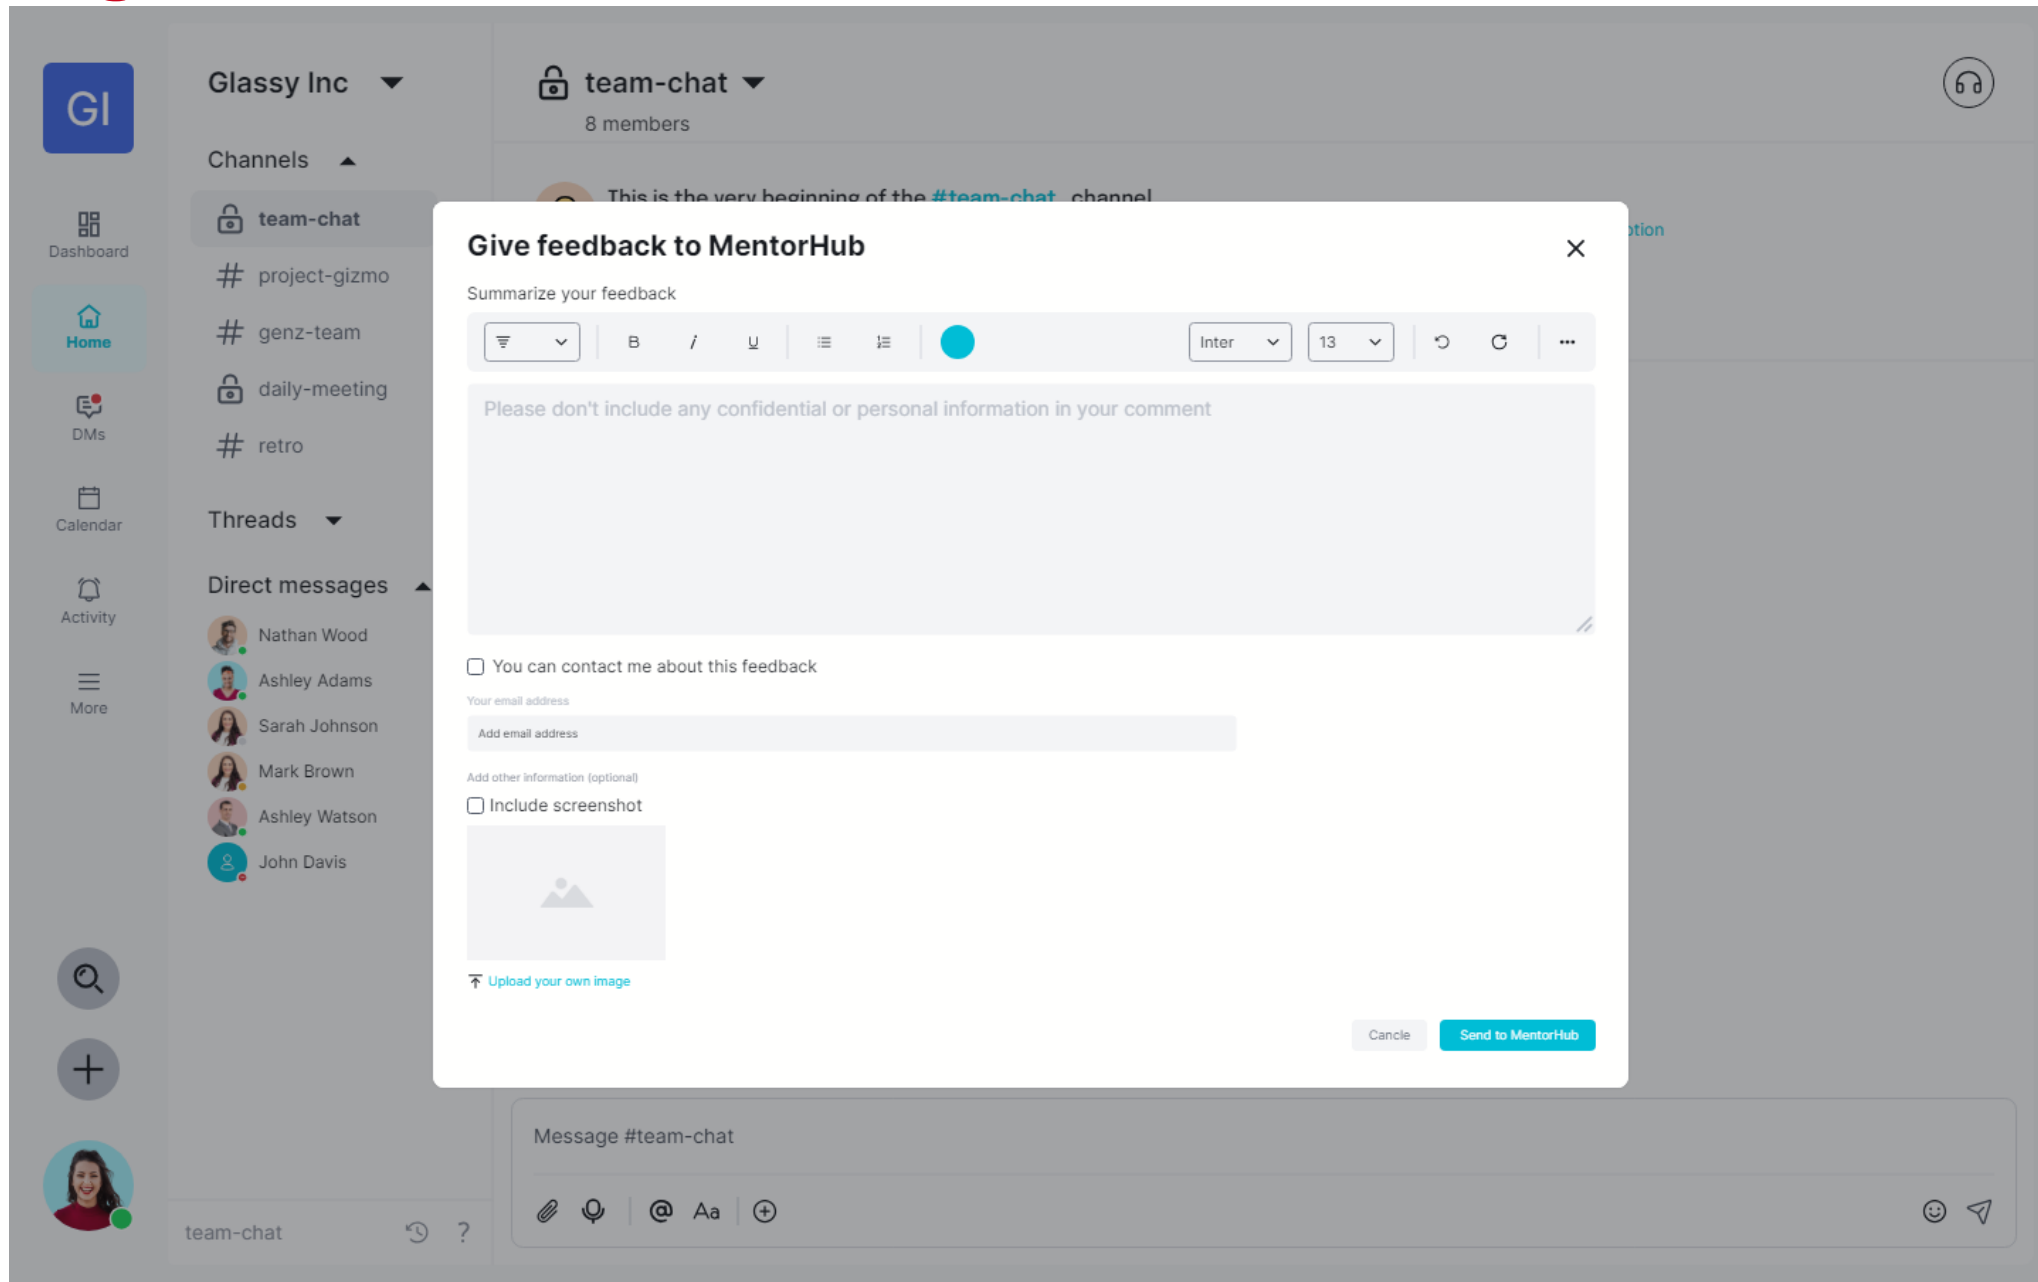 GI
Glassy Inc
Channels
team-chat
project-gizmo
genz-team
daily-meeting
retro
Threads
Direct messages
Nathan Wood
Ashley Adams
Sarah Johnson
Mark Brown
Ashley Watson
John Davis
team-chat
?
Dashboard
Home
DMs
Calendar
Activity
More
team-chat
8 members
This is the very beginning of the #team-chat channel
Give feedback to MentorHub
Summarize your feedback
B i U Inter 13
Please don't include any confidential or personal information in your comment
You can contact me about this feedback
Your email address
Add email address
Add other information (optional)
Include screenshot
Upload your own image
Cancle
Send to MentorHub
Message #team-chat
@ Aa